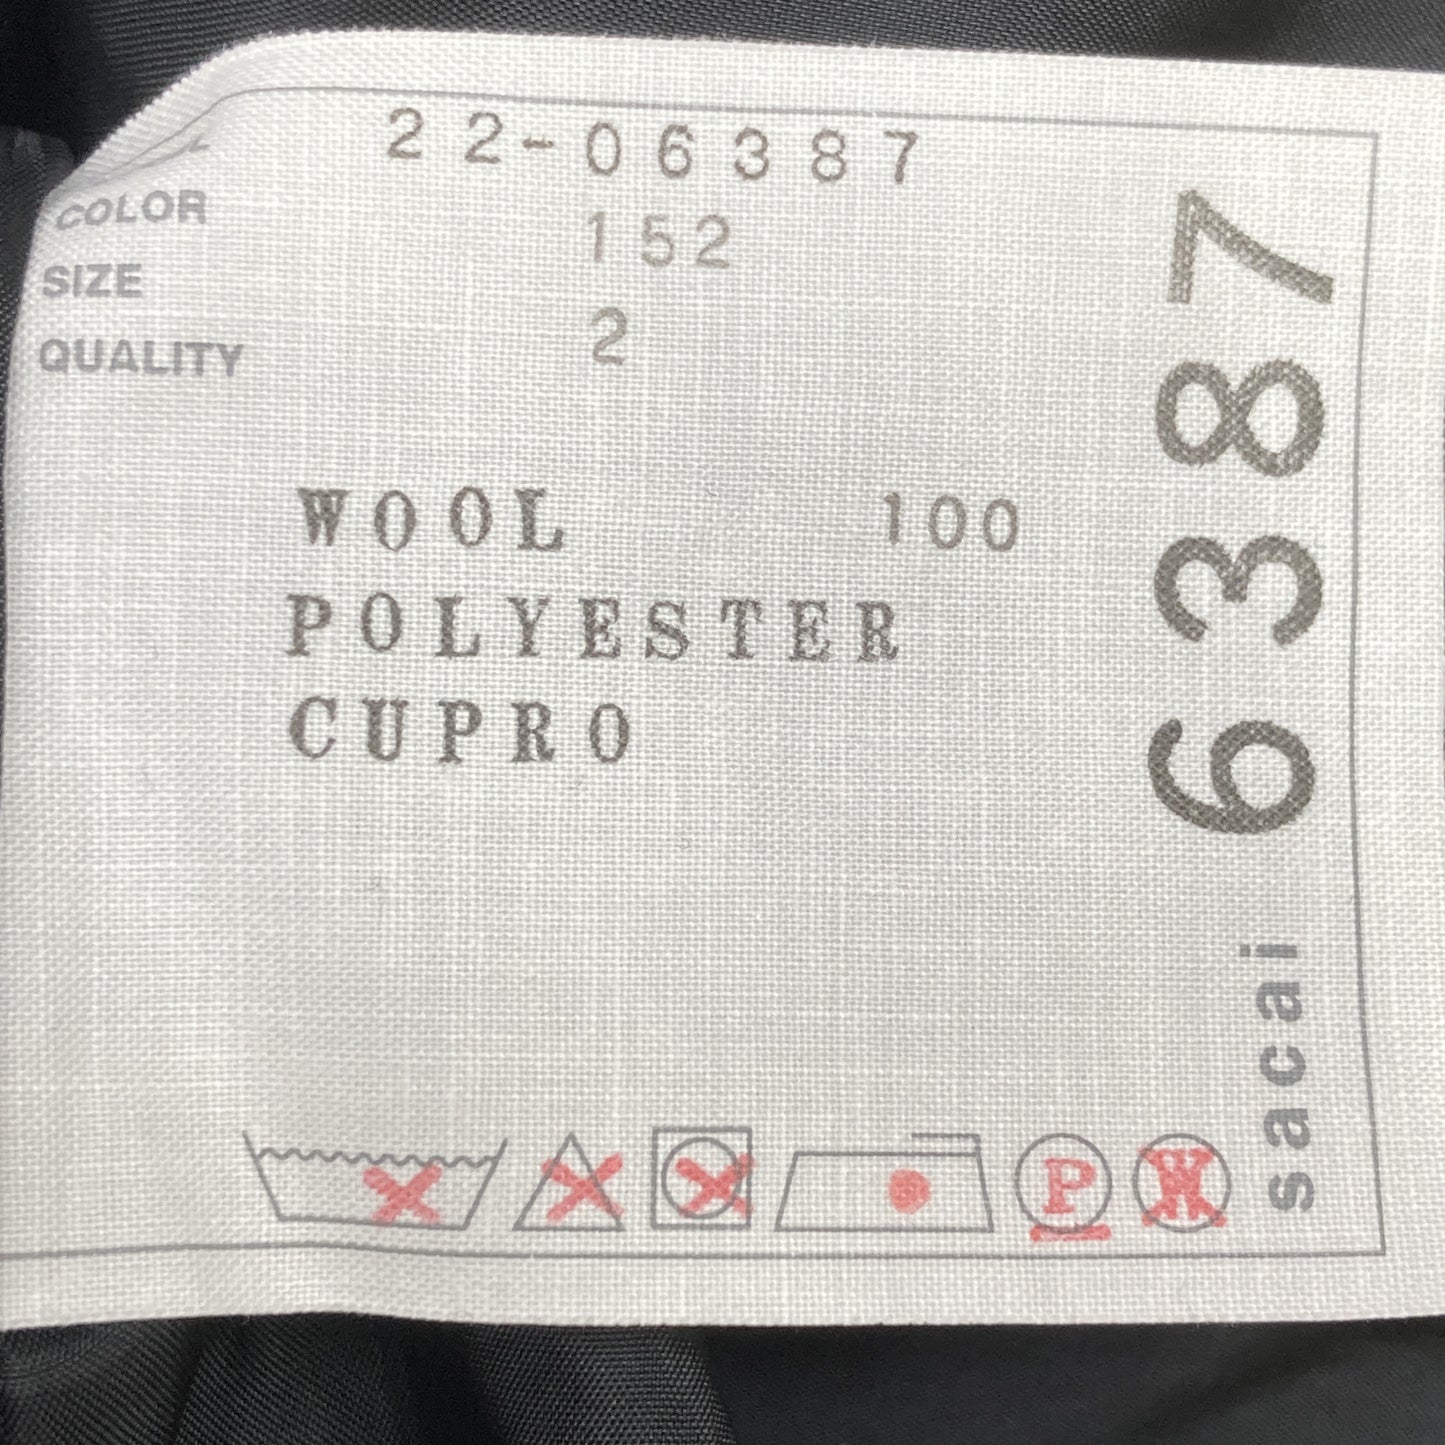 22-06387
COLOR 152
SIZE 2
QUALITY
WOOL 100
POLYESTER
CUPRO
P W
sacai 6387